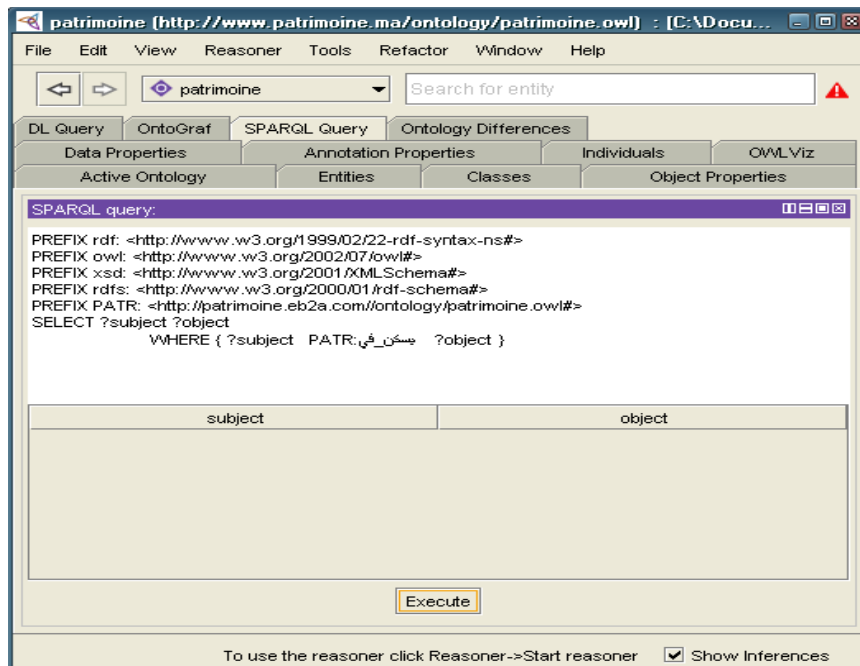 patrimoine (http://www.patrimoine.ma/ontology/patrimoine.owl) : [C:\Docu...
File Edit View Reasoner Tools Refactor Window Help
patrimoine Search for entity
DL Query OntoGraf SPARQL Query Ontology Differences
Data Properties Annotation Properties Individuals OWLViz
Active Ontology Entities Classes Object Properties
SPARQL query:
PREFIX rdf: <http://www.w3.org/1999/02/22-rdf-syntax-ns#>
PREFIX owl: <http://www.w3.org/2002/07/owl#>
PREFIX xsd: <http://www.w3.org/2001/XMLSchema#>
PREFIX rdfs: <http://www.w3.org/2000/01/rdf-schema#>
PREFIX PATR: <http://patrimoine.eb2a.com//ontology/patrimoine.owl#>
SELECT ?subject ?object
WHERE { ?subject PATR:يسكن_في ?object }
subject object
Execute
To use the reasoner click Reasoner->Start reasoner Show Inferences